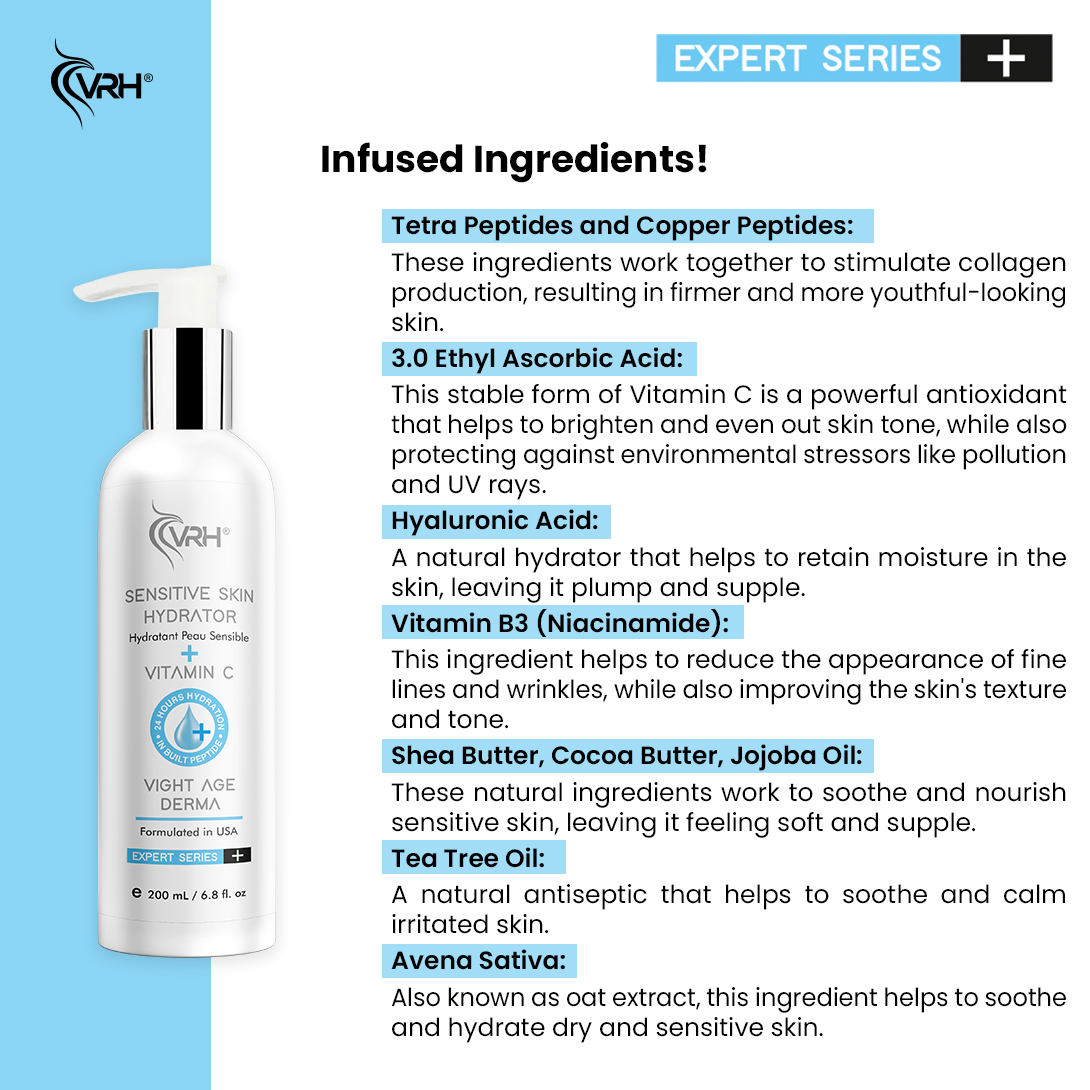 VRH®
EXPERT SERIES +
Infused Ingredients!
Tetra Peptides and Copper Peptides:
These ingredients work together to stimulate collagen
production, resulting in firmer and more youthful-looking
skin.
3.0 Ethyl Ascorbic Acid:
This stable form of Vitamin C is a powerful antioxidant
that helps to brighten and even out skin tone, while also
protecting against environmental stressors like pollution
and UV rays.
Hyaluronic Acid:
A natural hydrator that helps to retain moisture in the
skin, leaving it plump and supple.
Vitamin B3 (Niacinamide):
This ingredient helps to reduce the appearance of fine
lines and wrinkles, while also improving the skin's texture
and tone.
Shea Butter, Cocoa Butter, Jojoba Oil:
These natural ingredients work to soothe and nourish
sensitive skin, leaving it feeling soft and supple.
Tea Tree Oil:
A natural antiseptic that helps to soothe and calm
irritated skin.
Avena Sativa:
Also known as oat extract, this ingredient helps to soothe
and hydrate dry and sensitive skin.
VRH®
SENSITIVE SKIN
HYDRATOR
Hydratant Peau Sensible
+
VITAMIN C
24 HOURS HYDRATION
• IN BUILT PEPTIDE •
VIGHT AGE
DERMA
Formulated in USA
EXPERT SERIES +
e 200 mL / 6.8 fl. oz